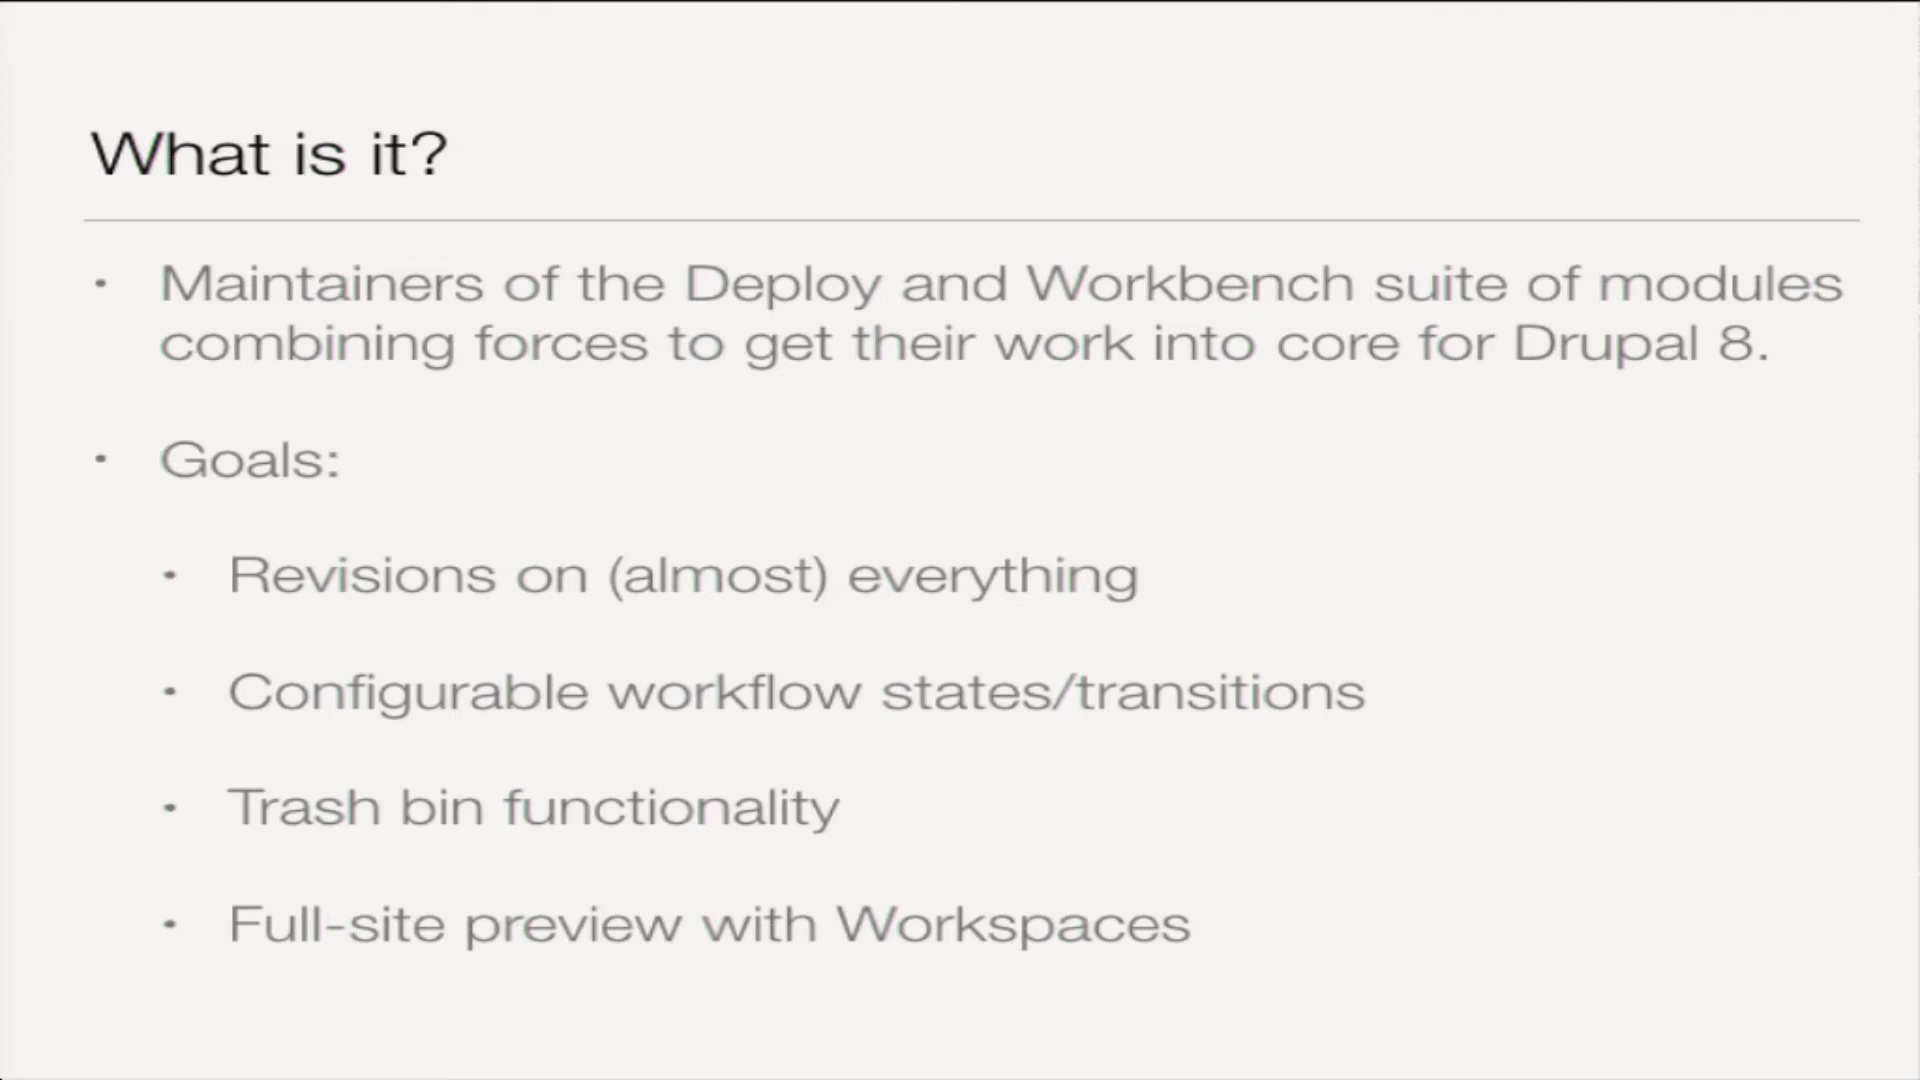 What is it?
• Maintainers of the Deploy and Workbench suite of modules
combining forces to get their work into core for Drupal 8.
• Goals:
• Revisions on (almost) everything
• Configurable workflow states/transitions
• Trash bin functionality
• Full-site preview with Workspaces